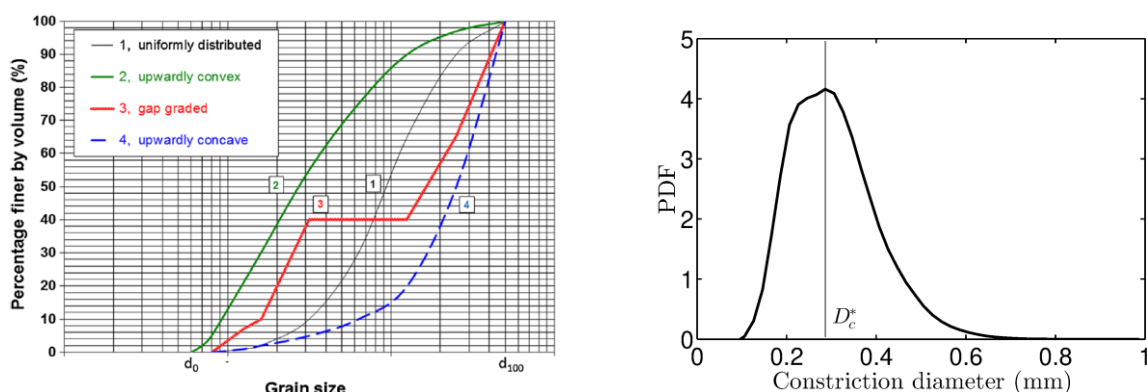 Percentage finer by volume (%)
100
90
80
70
60
50
40
30
20
10
0
1, uniformly distributed
2, upwardly convex
3, gap graded
4, upwardly concave
2
3
1
4
d0
d100
Grain size
PDF
5
4
3
2
1
0
D*c
0 0.2 0.4 0.6 0.8 1
Constriction diameter (mm)